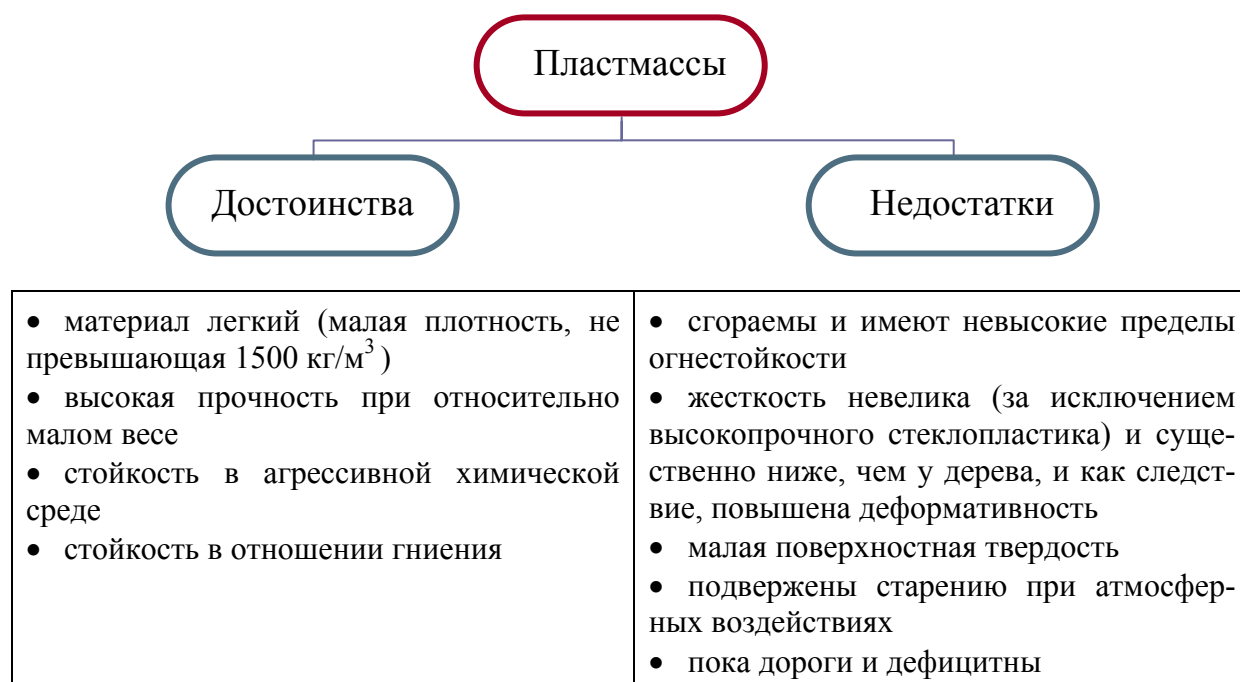 Пластмассы
Достоинства
Недостатки
• материал легкий (малая плотность, не
превышающая 1500 кг/м³ )
• высокая прочность при относительно
малом весе
• стойкость в агрессивной химической
среде
• стойкость в отношении гниения
• сгораемы и имеют невысокие пределы
огнестойкости
• жесткость невелика (за исключением
высокопрочного стеклопластика) и суще-
ственно ниже, чем у дерева, и как следст-
вие, повышена деформативность
• малая поверхностная твердость
• подвержены старению при атмосфер-
ных воздействиях
• пока дороги и дефицитны